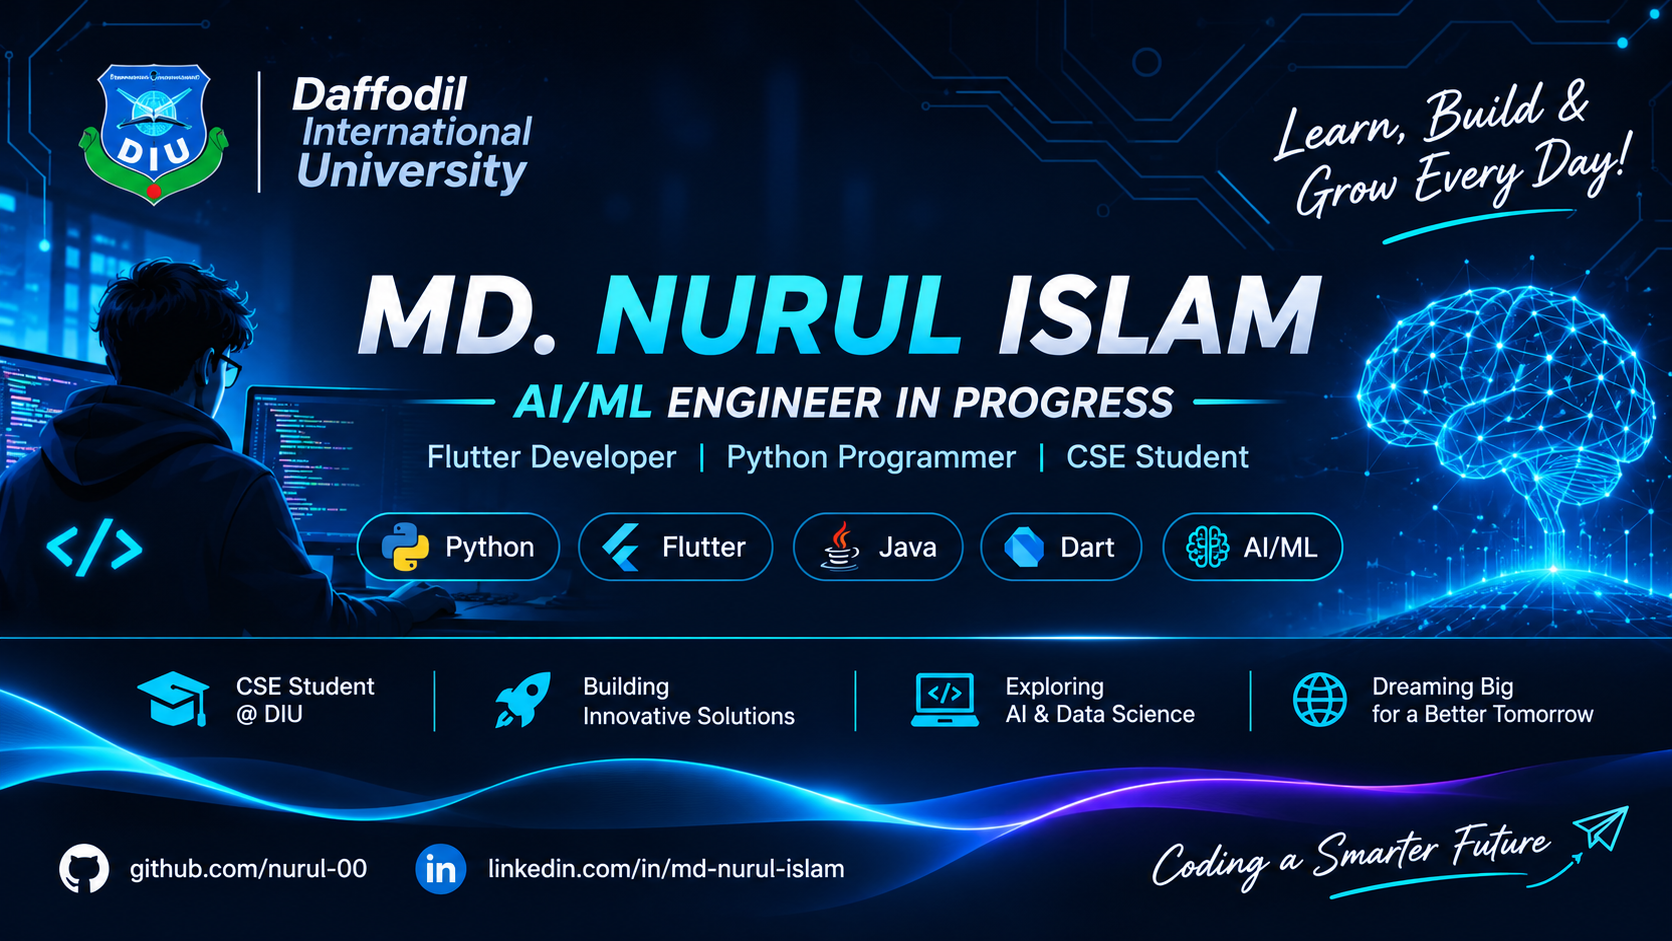 DIU
Daffodil
International
University
Learn, Build &
Grow Every Day!
MD. NURUL ISLAM
AI/ML ENGINEER IN PROGRESS
Flutter Developer | Python Programmer | CSE Student
</>
Python
Flutter
Java
Dart
AI/ML
CSE Student
@ DIU
Building
Innovative Solutions
</>
Exploring
AI & Data Science
Dreaming Big
for a Better Tomorrow
github.com/nurul-00
in
linkedin.com/in/md-nurul-islam
Coding a Smarter Future